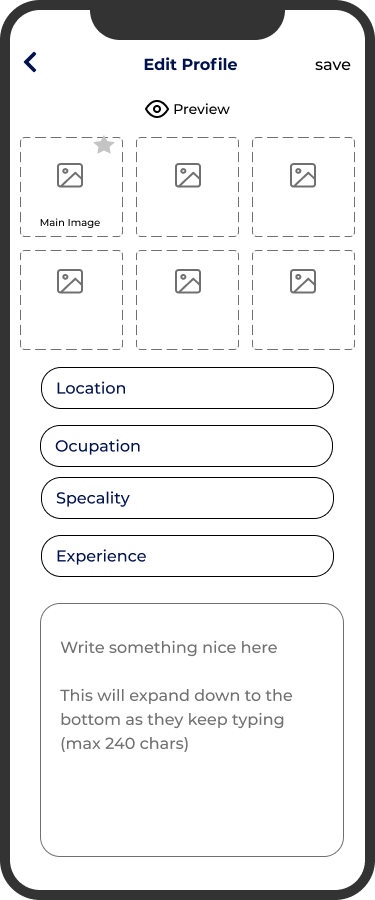 Edit Profile
save
Preview
Main Image
Location
Ocupation
Specality
Experience
Write something nice here
This will expand down to the
bottom as they keep typing
(max 240 chars)